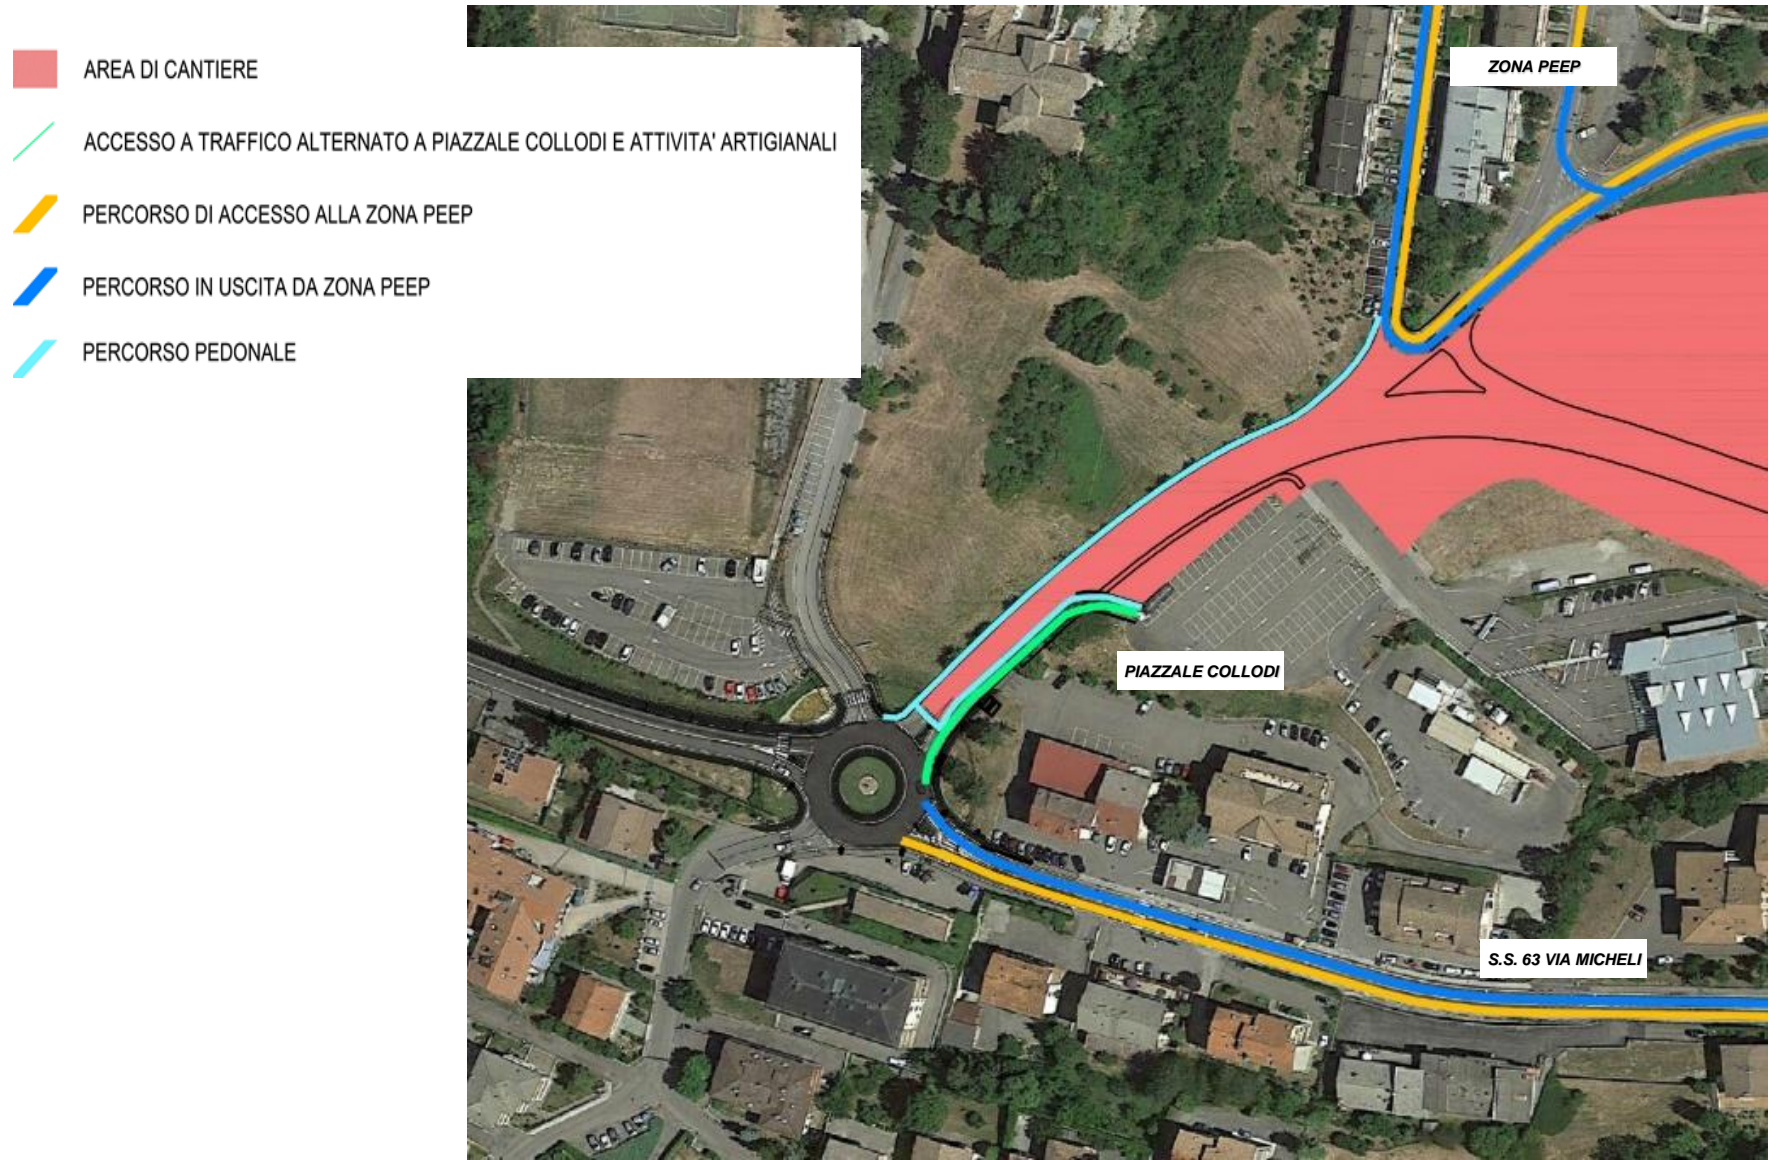 AREA DI CANTIERE
ACCESSO A TRAFFICO ALTERNATO A PIAZZALE COLLODI E ATTIVITA' ARTIGIANALI
PERCORSO DI ACCESSO ALLA ZONA PEEP
PERCORSO IN USCITA DA ZONA PEEP
PERCORSO PEDONALE
ZONA PEEP
PIAZZALE COLLODI
S.S. 63 VIA MICHELI